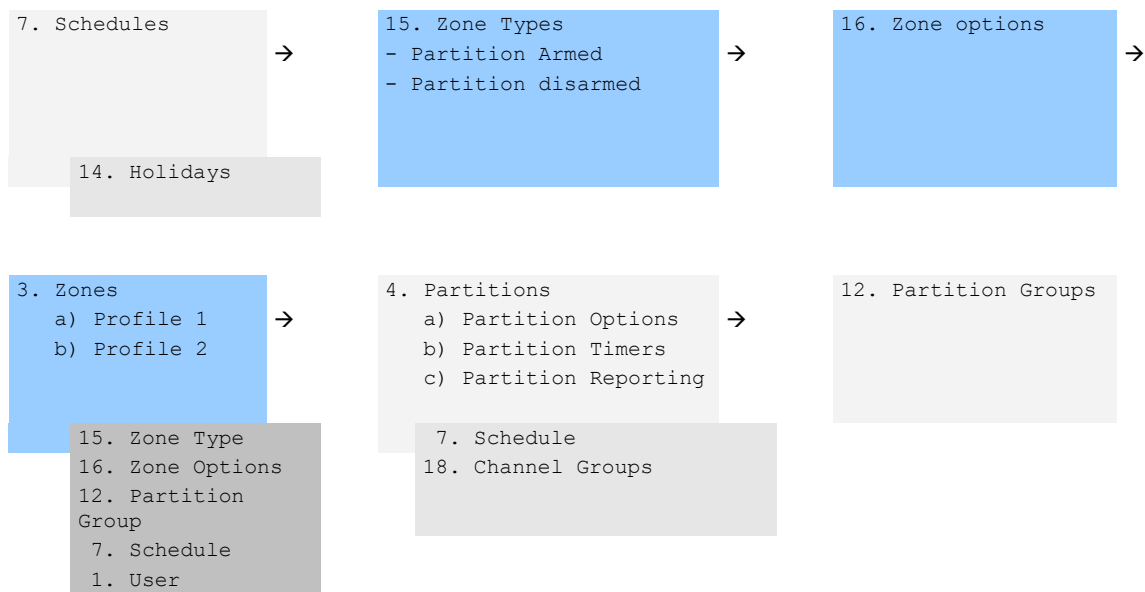 7. Schedules
→
14. Holidays
15. Zone Types
- Partition Armed
- Partition disarmed
→
16. Zone options
→
3. Zones
a) Profile 1
b) Profile 2
→
15. Zone Type
16. Zone Options
12. Partition
Group
7. Schedule
1. User
4. Partitions
a) Partition Options
b) Partition Timers
c) Partition Reporting
→
7. Schedule
18. Channel Groups
12. Partition Groups